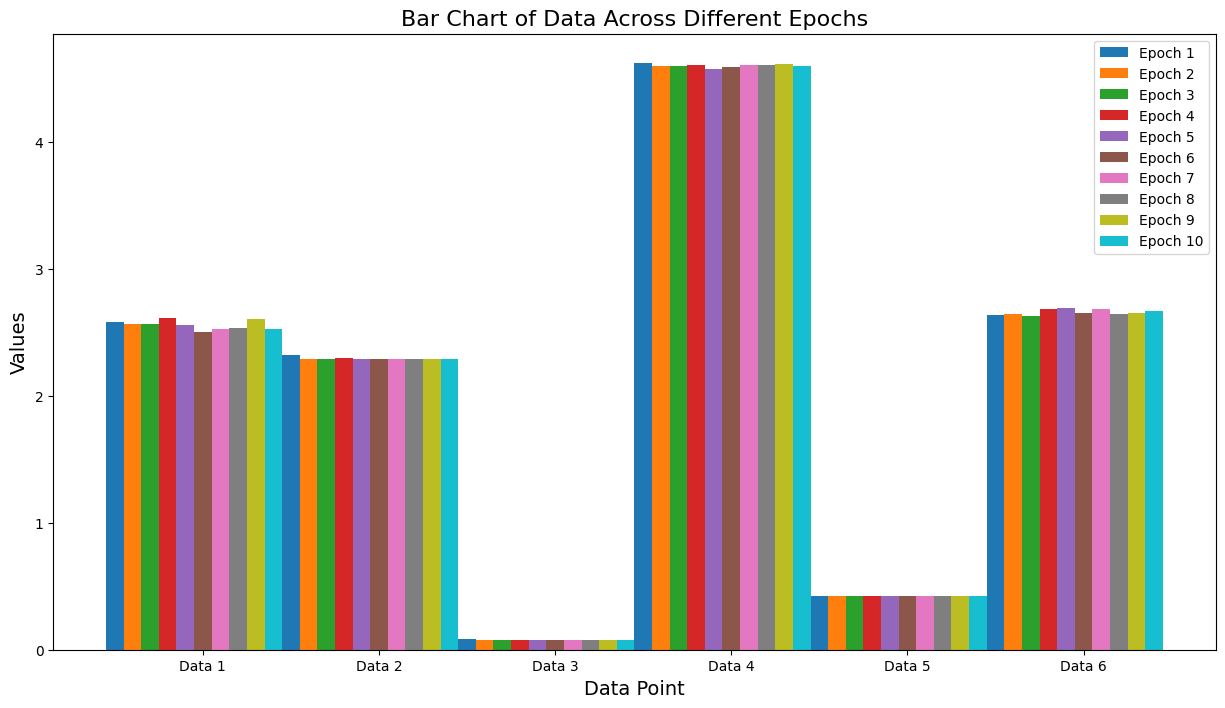 Bar Chart of Data Across Different Epochs
Epoch 1
Epoch 2
Epoch 3
Epoch 4
Epoch 5
Epoch 6
Epoch 7
Epoch 8
Epoch 9
Epoch 10
Values
4
3
2
1
0
Data 1 Data 2 Data 3 Data 4 Data 5 Data 6
Data Point